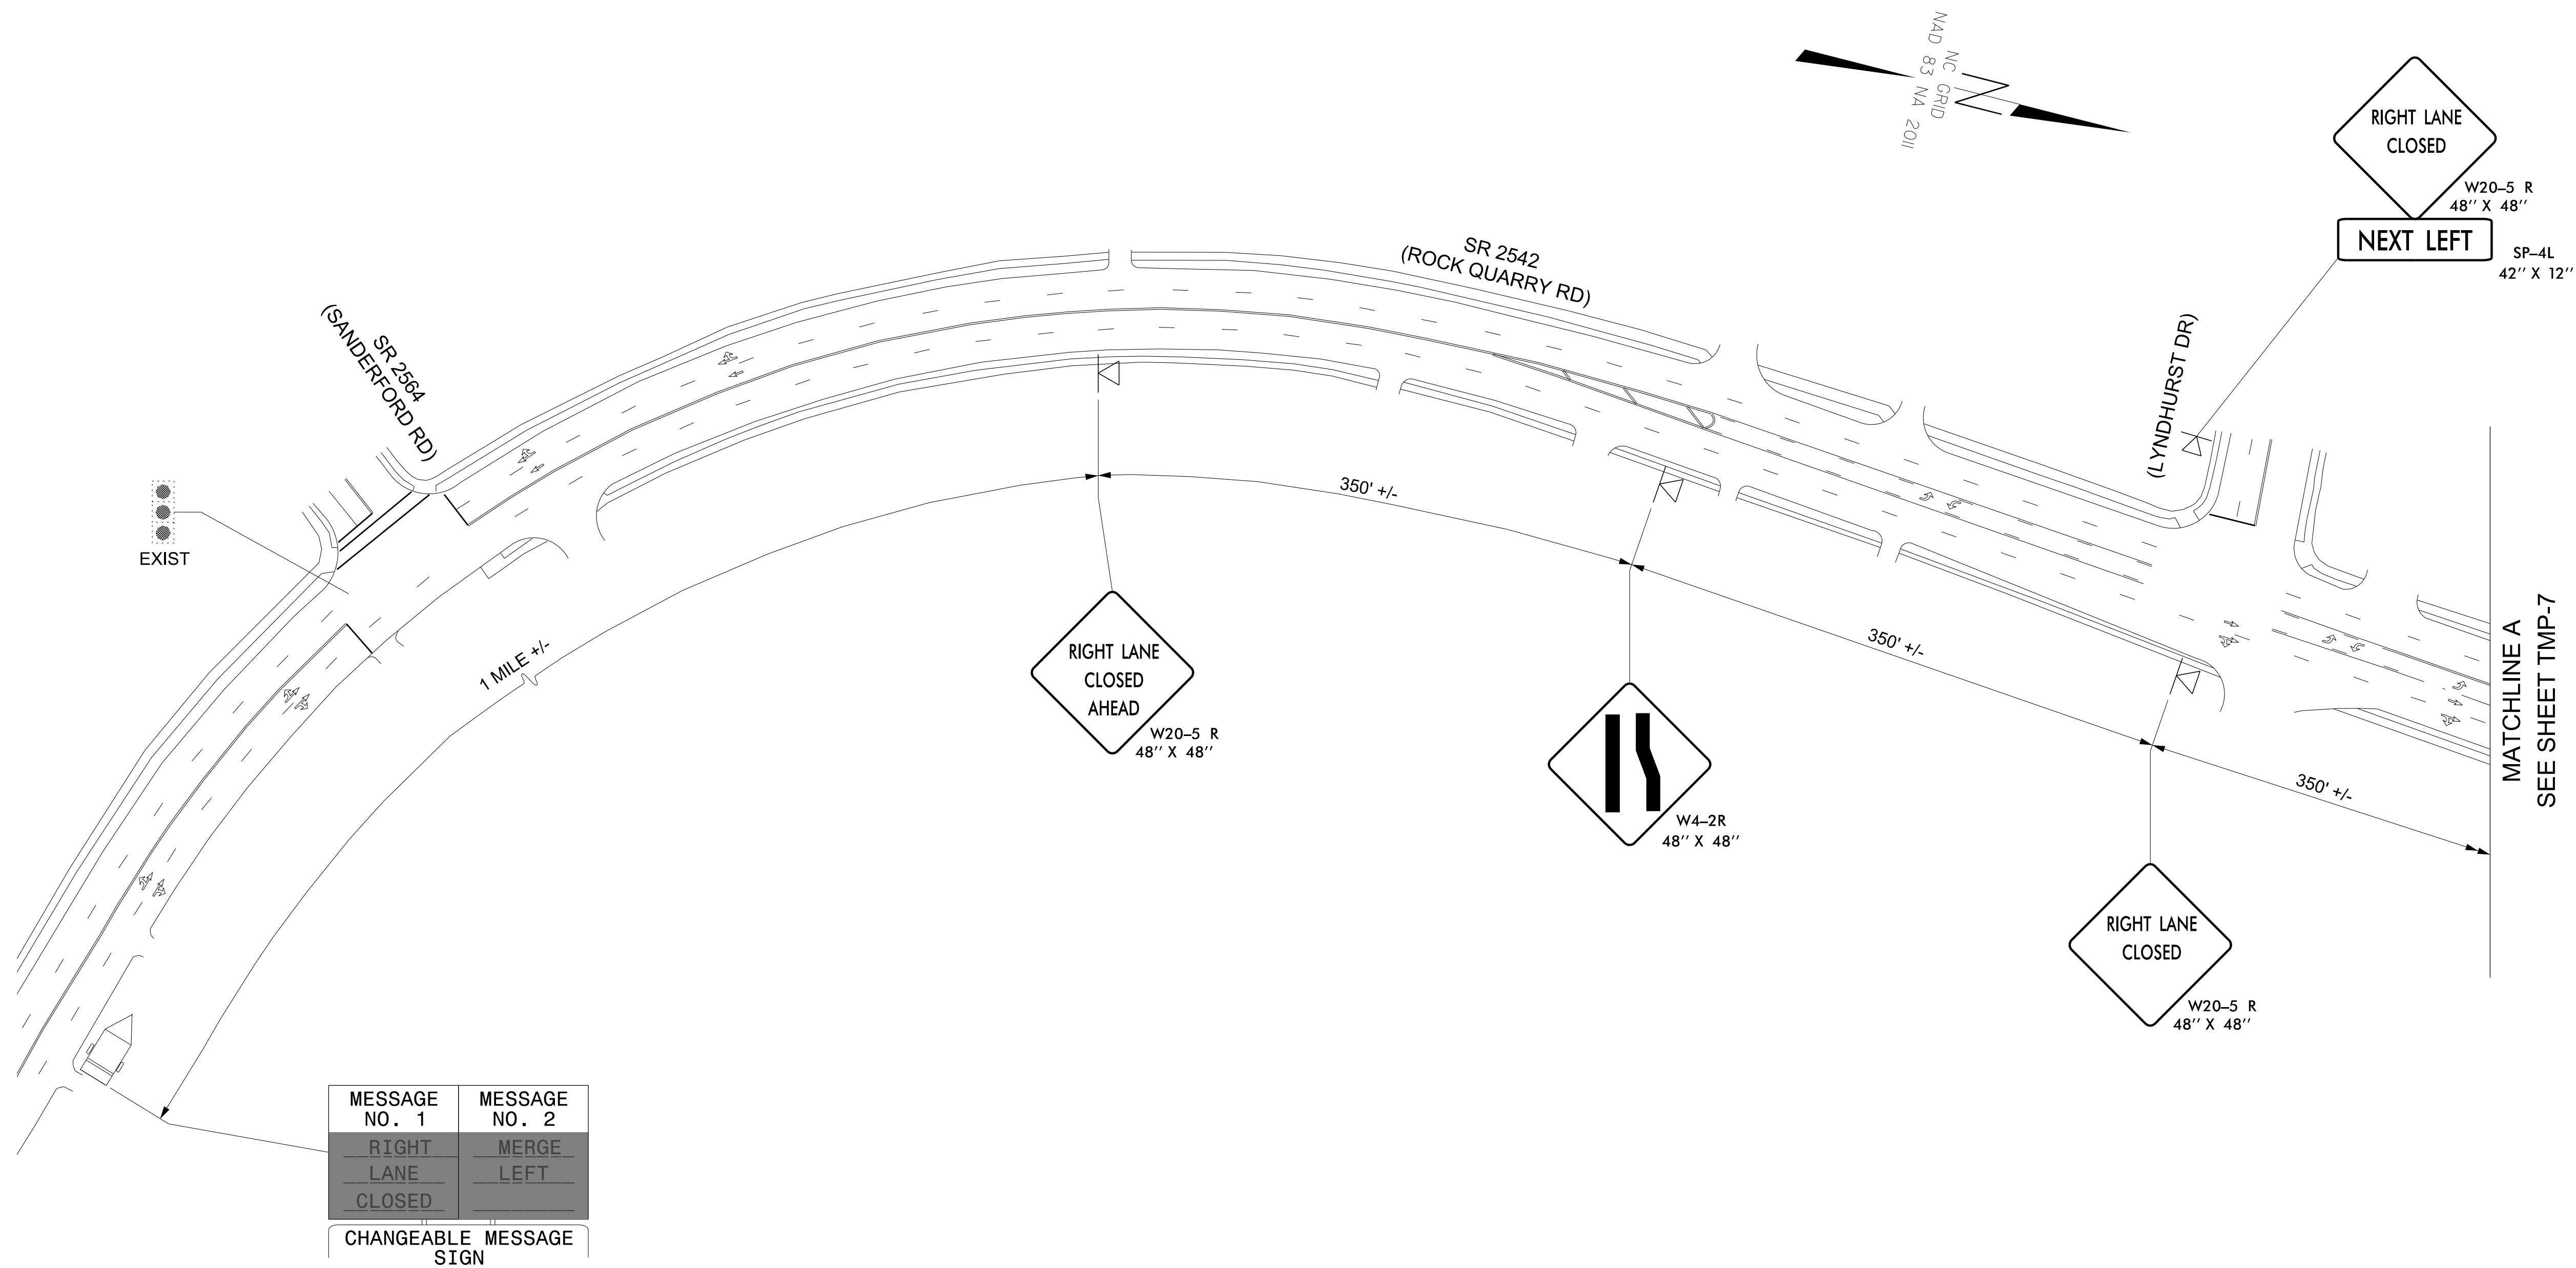 NC GRID
NAD 83 NA 2011
RIGHT LANE
CLOSED
W20-5 R
48'' X 48''
NEXT LEFT
SP-4L
42'' X 12''
SR 2542
(ROCK QUARRY RD)
SR 2564
(SANDERFORD RD)
(LYNDHURST DR)
EXIST
350' +/-
1 MILE +/-
350' +/-
350' +/-
MATCHLINE A
SEE SHEET TMP-7
RIGHT LANE
CLOSED
AHEAD
W20-5 R
48'' X 48''
W4-2R
48'' X 48''
RIGHT LANE
CLOSED
W20-5 R
48'' X 48''
MESSAGE
NO. 1
MESSAGE
NO. 2
RIGHT
LANE
CLOSED
MERGE
LEFT
CHANGEABLE MESSAGE
SIGN